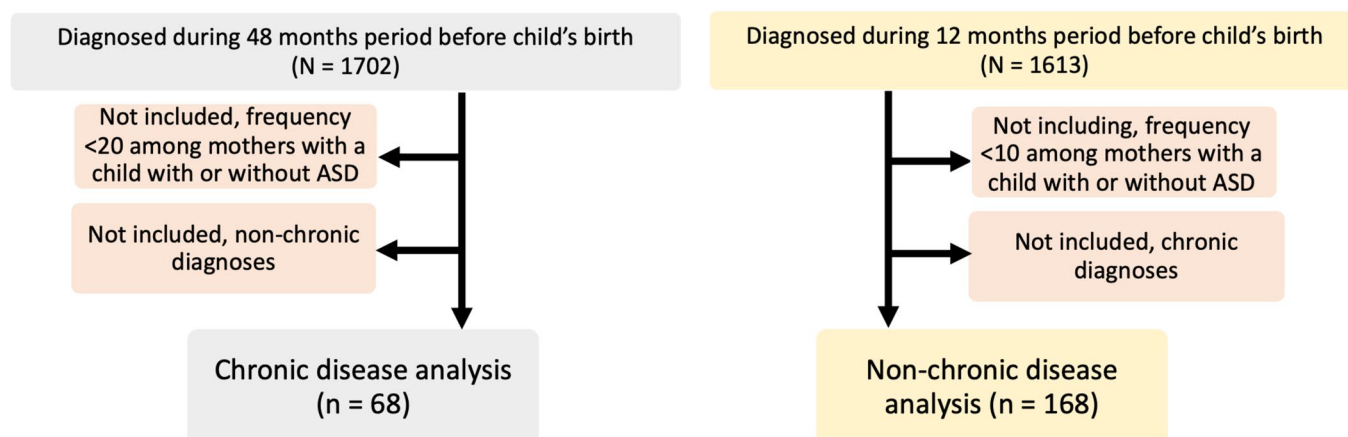 Diagnosed during 48 months period before child’s birth
(N = 1702)
Not included, frequency
<20 among mothers with a
child with or without ASD
Not included, non-chronic
diagnoses
Chronic disease analysis
(n = 68)
Diagnosed during 12 months period before child’s birth
(N = 1613)
Not including, frequency
<10 among mothers with a
child with or without ASD
Not included, chronic
diagnoses
Non-chronic disease
analysis (n = 168)